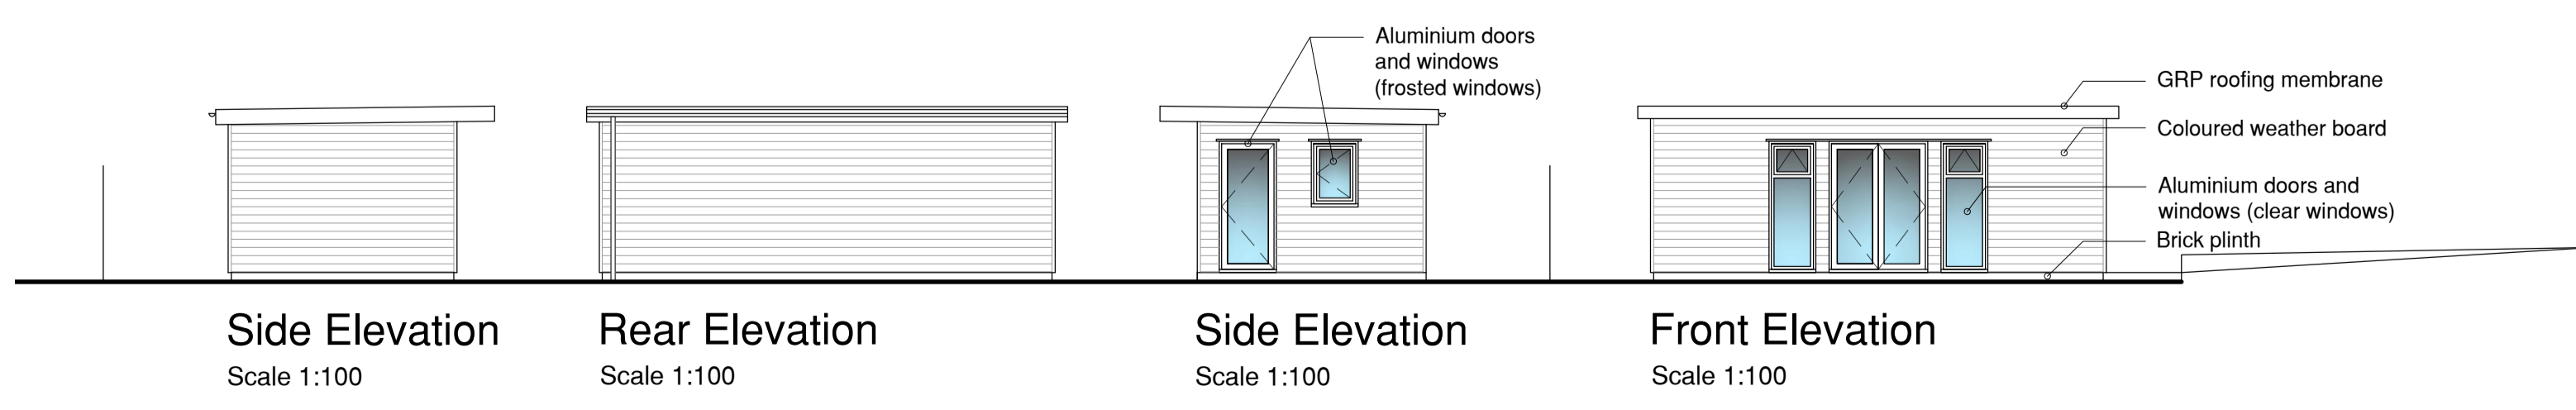 Aluminium doors
and windows
(frosted windows)
GRP roofing membrane
Coloured weather board
Aluminium doors and
windows (clear windows)
Brick plinth
Side Elevation
Scale 1:100
Rear Elevation
Scale 1:100
Side Elevation
Scale 1:100
Front Elevation
Scale 1:100